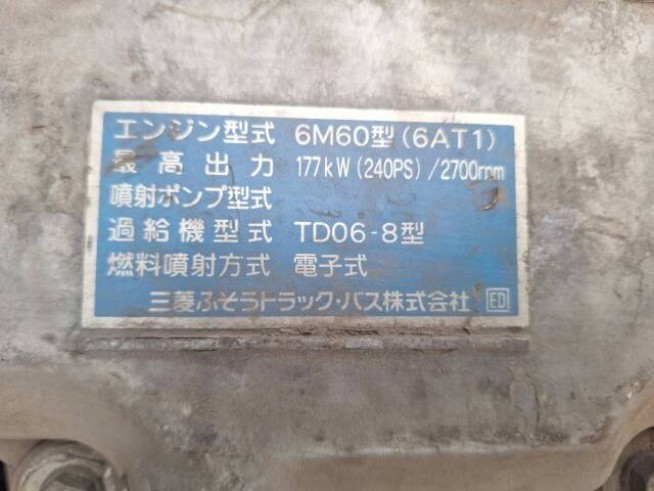 エンジン型式 6M60型(6AT1)
最高出力 177kW(240PS)/2700rpm
噴射ポンプ型式
過給機型式 TD06-8型
燃料噴射方式 電子式
三菱ふそうトラック・バス株式会社 ED